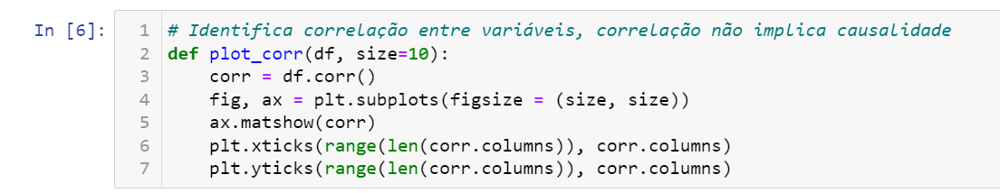 In [6]:
1 # Identifica correlação entre variáveis, correlação não implica causalidade
2 def plot_corr(df, size=10):
3     corr = df.corr()
4     fig, ax = plt.subplots(figsize = (size, size))
5     ax.matshow(corr)
6     plt.xticks(range(len(corr.columns)), corr.columns)
7     plt.yticks(range(len(corr.columns)), corr.columns)